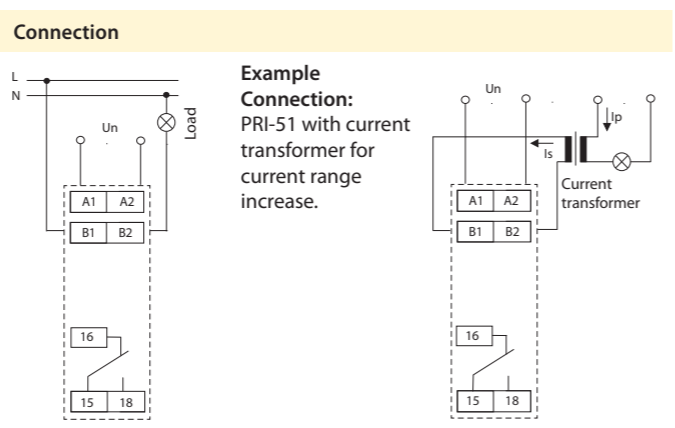 Connection
L
N
Un
Load
A1 A2
B1 B2
16
15 18
Example
Connection:
PRI-51 with current
transformer for
current range
increase.
Un
Ip
Is
Current
transformer
A1 A2
B1 B2
16
15 18